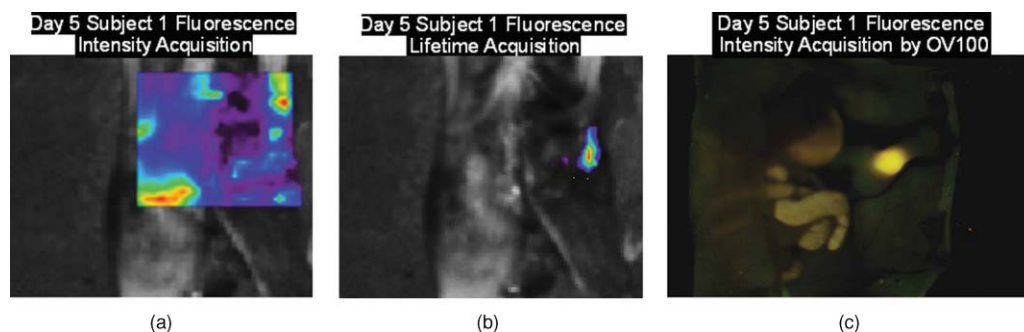 Day 5 Subject 1 Fluorescence
Intensity Acquisition
Day 5 Subject 1 Fluorescence
Lifetime Acquisition
Day 5 Subject 1 Fluorescence
Intensity Acquisition by OV100
(a)
(b)
(c)